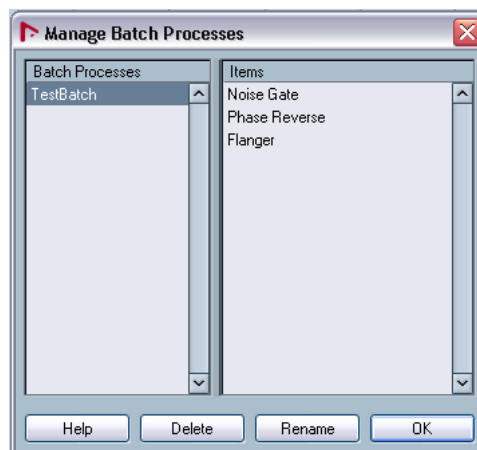 Manage Batch Processes
Batch Processes
TestBatch
Items
Noise Gate
Phase Reverse
Flanger
Help
Delete
Rename
OK